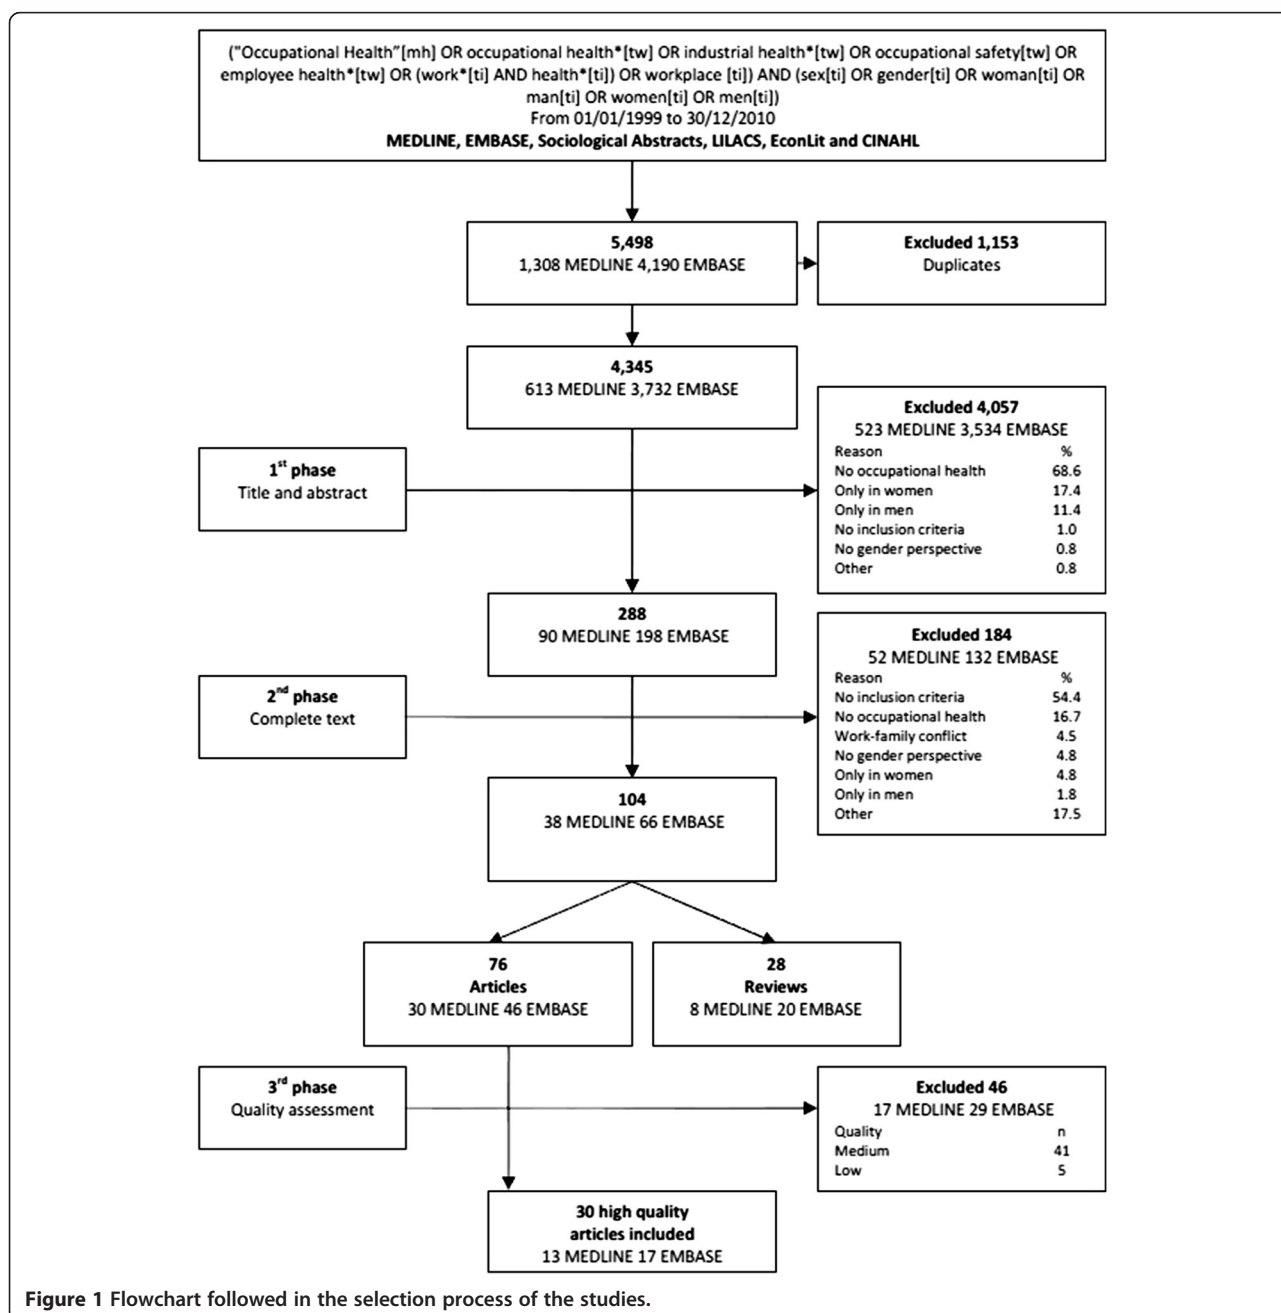 ("Occupational Health”[mh] OR occupational health*[tw] OR industrial health*[tw] OR occupational safety[tw] OR
employee health*[tw] OR (work*[ti] AND health*[ti]) OR workplace [ti]) AND (sex[ti] OR gender[ti] OR woman[ti] OR
man[ti] OR women[ti] OR men[ti])
From 01/01/1999 to 30/12/2010
MEDLINE, EMBASE, Sociological Abstracts, LILACS, EconLit and CINAHL
5,498
1,308 MEDLINE 4,190 EMBASE
Excluded 1,153
Duplicates
4,345
613 MEDLINE 3,732 EMBASE
1st phase
Title and abstract
Excluded 4,057
523 MEDLINE 3,534 EMBASE
Reason %
No occupational health 68.6
Only in women 17.4
Only in men 11.4
No inclusion criteria 1.0
No gender perspective 0.8
Other 0.8
288
90 MEDLINE 198 EMBASE
2nd phase
Complete text
Excluded 184
52 MEDLINE 132 EMBASE
Reason %
No inclusion criteria 54.4
No occupational health 16.7
Work-family conflict 4.5
No gender perspective 4.8
Only in women 4.8
Only in men 1.8
Other 17.5
104
38 MEDLINE 66 EMBASE
76
Articles
30 MEDLINE 46 EMBASE
28
Reviews
8 MEDLINE 20 EMBASE
3rd phase
Quality assessment
Excluded 46
17 MEDLINE 29 EMBASE
Quality n
Medium 41
Low 5
30 high quality
articles included
13 MEDLINE 17 EMBASE
Figure 1 Flowchart followed in the selection process of the studies.